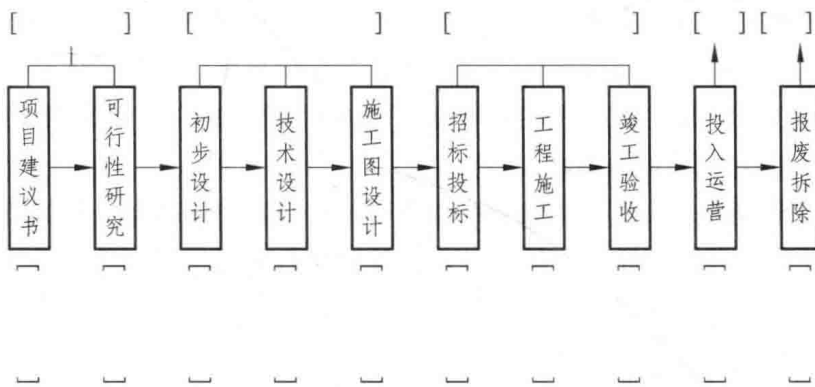 [ ] [ ] [ ] [ ] [ ]
项目建议书
可行性研究
初步设计
技术设计
施工图设计
招标投标
工程施工
竣工验收
投入运营
报废拆除